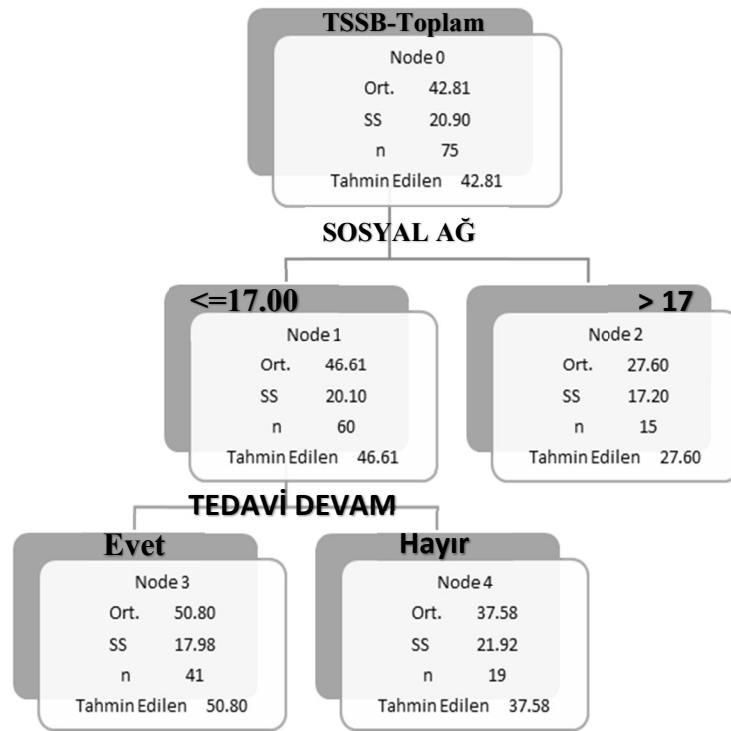 TSSB-Toplam
Node 0
Ort. 42.81
SS 20.90
n 75
Tahmin Edilen 42.81
SOSYAL AĞ
<=17.00
Node 1
Ort. 46.61
SS 20.10
n 60
Tahmin Edilen 46.61
> 17
Node 2
Ort. 27.60
SS 17.20
n 15
Tahmin Edilen 27.60
TEDAVİ DEVAM
Evet
Node 3
Ort. 50.80
SS 17.98
n 41
Tahmin Edilen 50.80
Hayır
Node 4
Ort. 37.58
SS 21.92
n 19
Tahmin Edilen 37.58